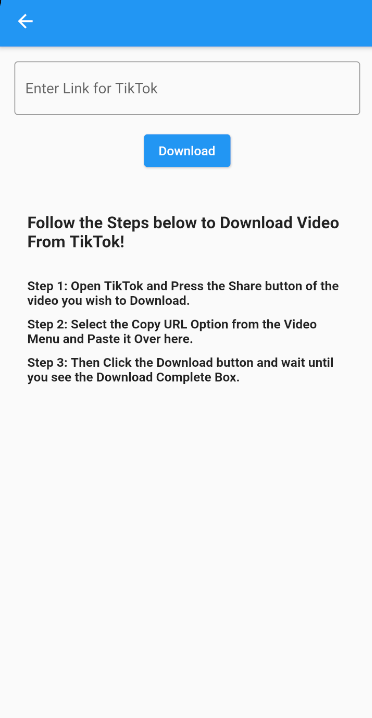 Enter Link for TikTok
Download
Follow the Steps below to Download Video
From TikTok!
Step 1: Open TikTok and Press the Share button of the
video you wish to Download.
Step 2: Select the Copy URL Option from the Video
Menu and Paste it Over here.
Step 3: Then Click the Download button and wait until
you see the Download Complete Box.